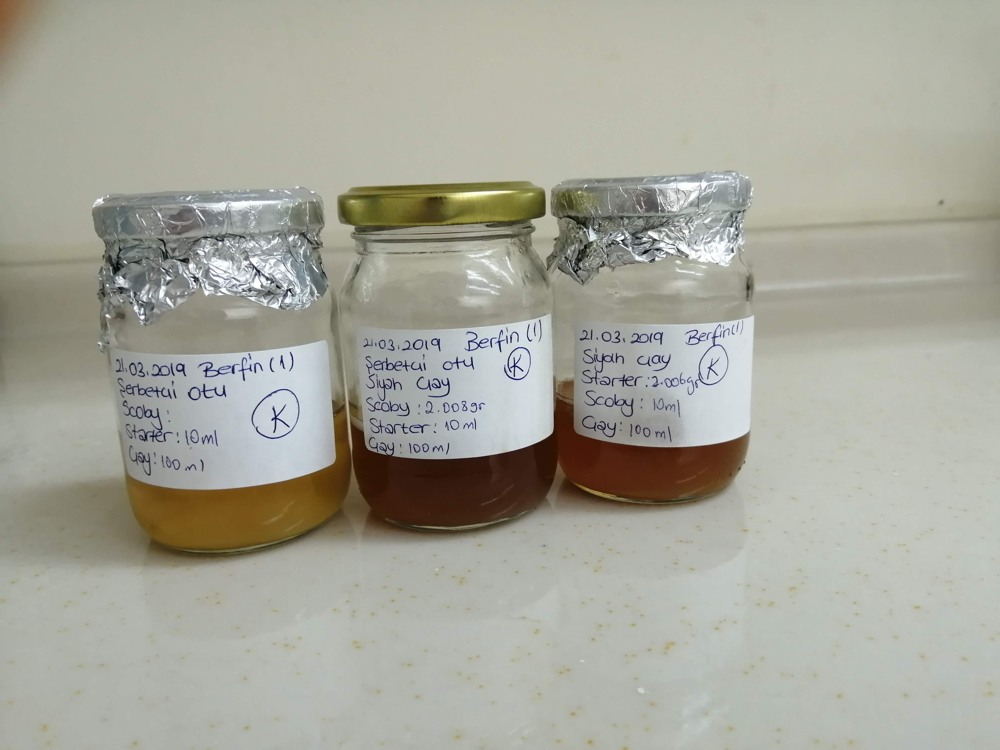 21.03.2019 Berfin (1)
Şerbetçi otu
Scoby:
Starter: 10ml
Çay: 100 ml
K
21.03.2019 Berfin (1)
Şerbetçi otu
Siyah Çay
Scoby: 2.008gr
Starter: 10 ml
Çay: 100ml
K
21.03.2019 Berfin(1)
Siyah Çay
Starter: 2.006gr
Scoby: 10ml
Çay: 100ml
K